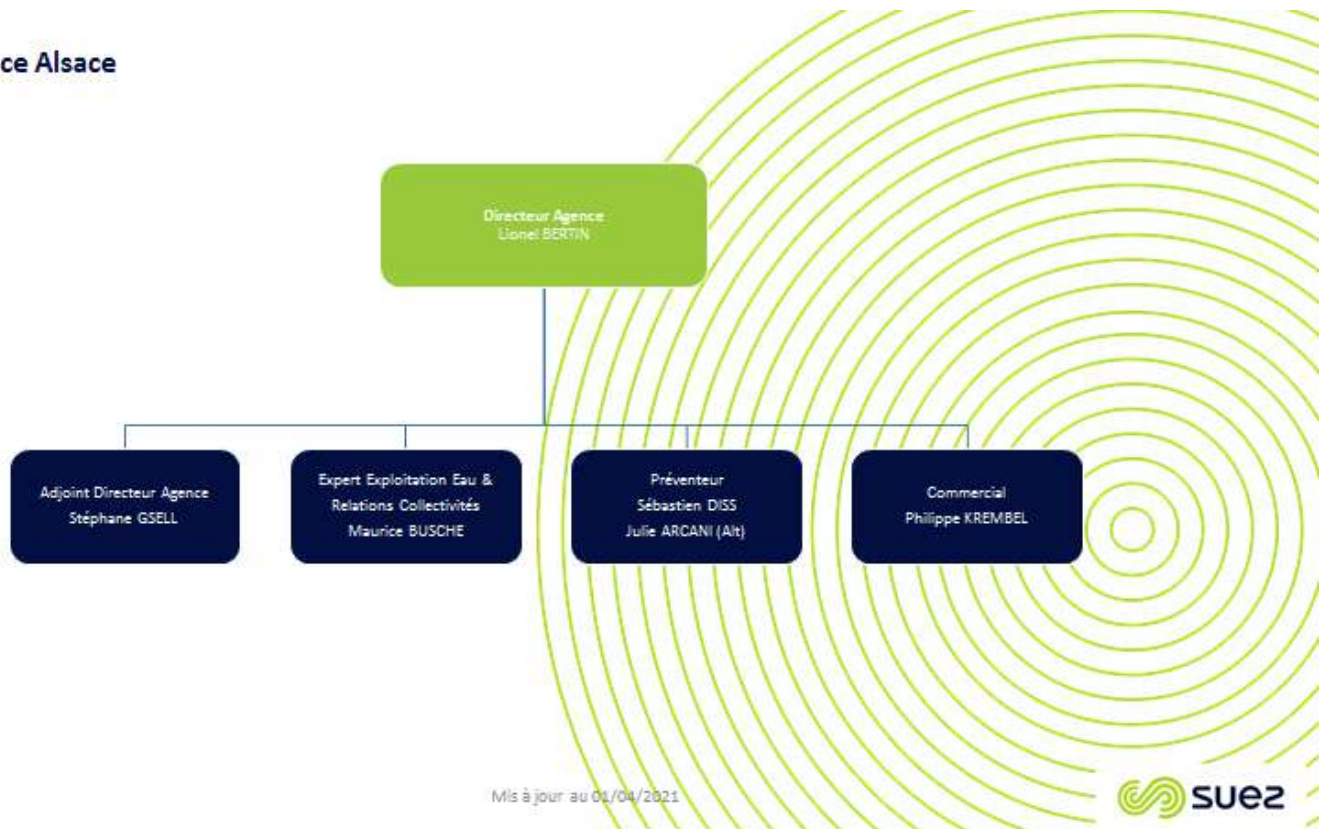 ce Alsace
Directeur Agence
Lionel BERTIN
Adjoint Directeur Agence
Stéphane GSELL
Expert Exploitation Eau &
Relations Collectivités
Maurice BUSCHE
Préventeur
Sébastien DISS
Julie ARCANI (Alt)
Commercial
Philippe KREMBEL
Mis à jour au 01/04/2021
suez